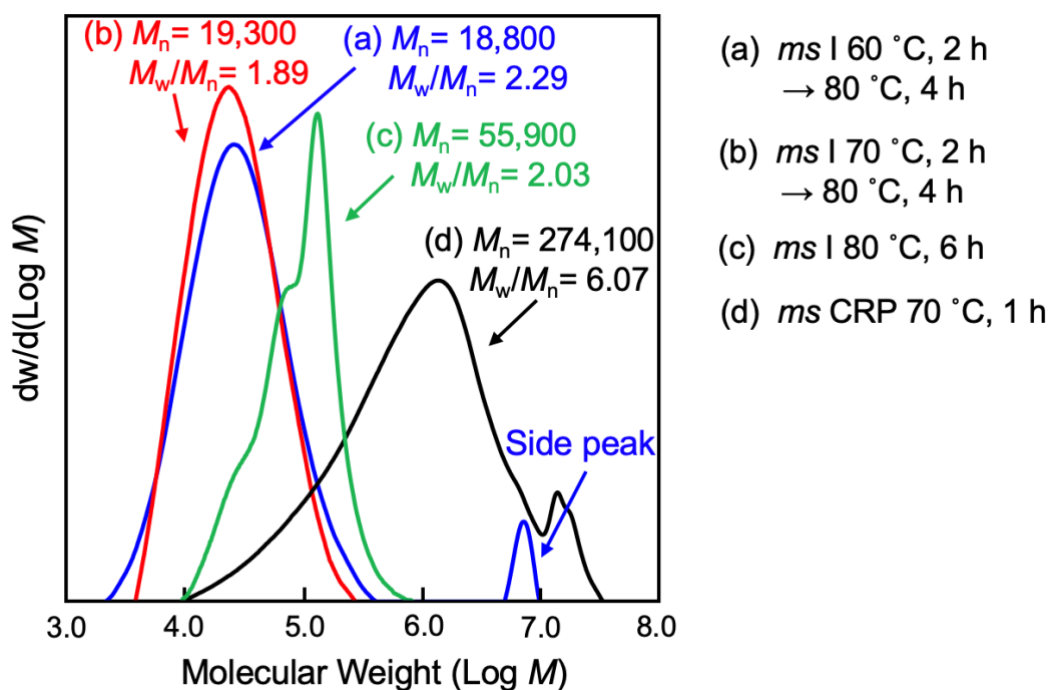 (b) Mn= 19,300
Mw/Mn= 1.89
(a) Mn= 18,800
Mw/Mn= 2.29
(c) Mn= 55,900
Mw/Mn= 2.03
(d) Mn= 274,100
Mw/Mn= 6.07
Side peak
dw/d(Log M)
3.0 4.0 5.0 6.0 7.0 8.0
Molecular Weight (Log M)
(a) ms I 60 ˚C, 2 h
→ 80 ˚C, 4 h
(b) ms I 70 ˚C, 2 h
→ 80 ˚C, 4 h
(c) ms I 80 ˚C, 6 h
(d) ms CRP 70 ˚C, 1 h